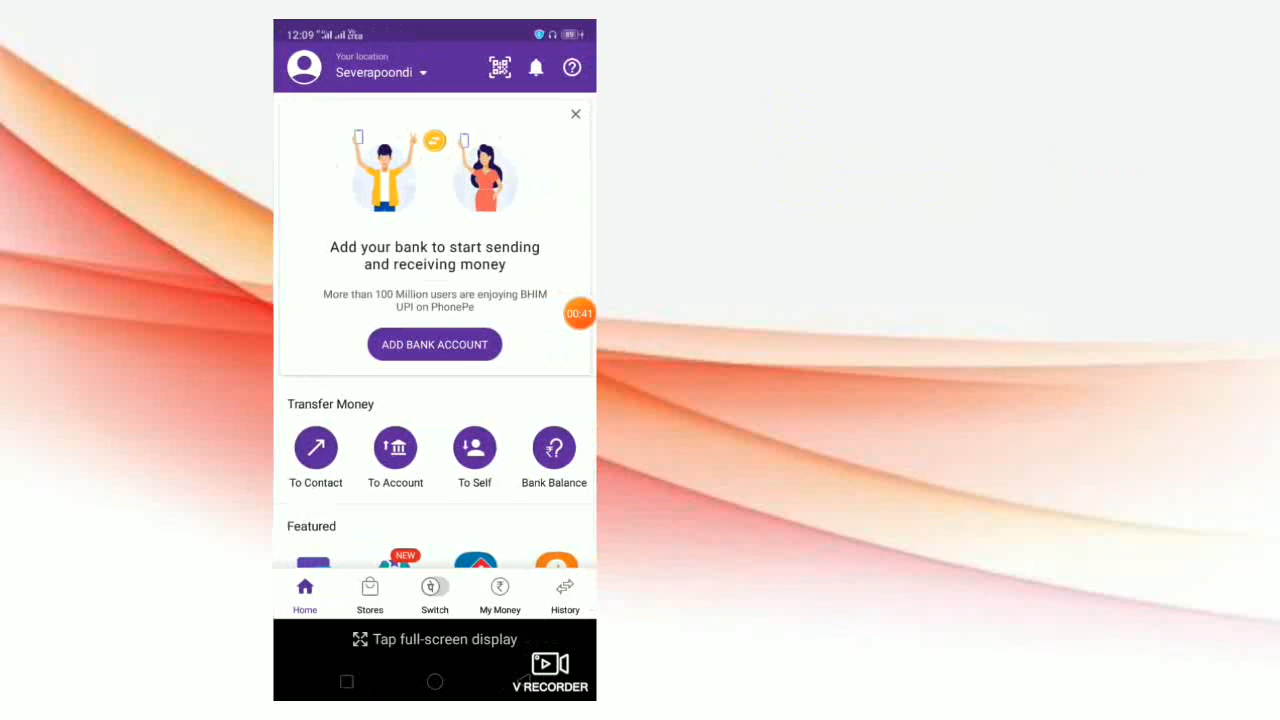 12:09
Your location
Severapoondi
Add your bank to start sending
and receiving money
More than 100 Million users are enjoying BHIM
UPI on PhonePe
00:41
ADD BANK ACCOUNT
Transfer Money
To Contact
To Account
To Self
Bank Balance
Featured
NEW
Home
Stores
Switch
My Money
History
Tap full-screen display
V RECORDER